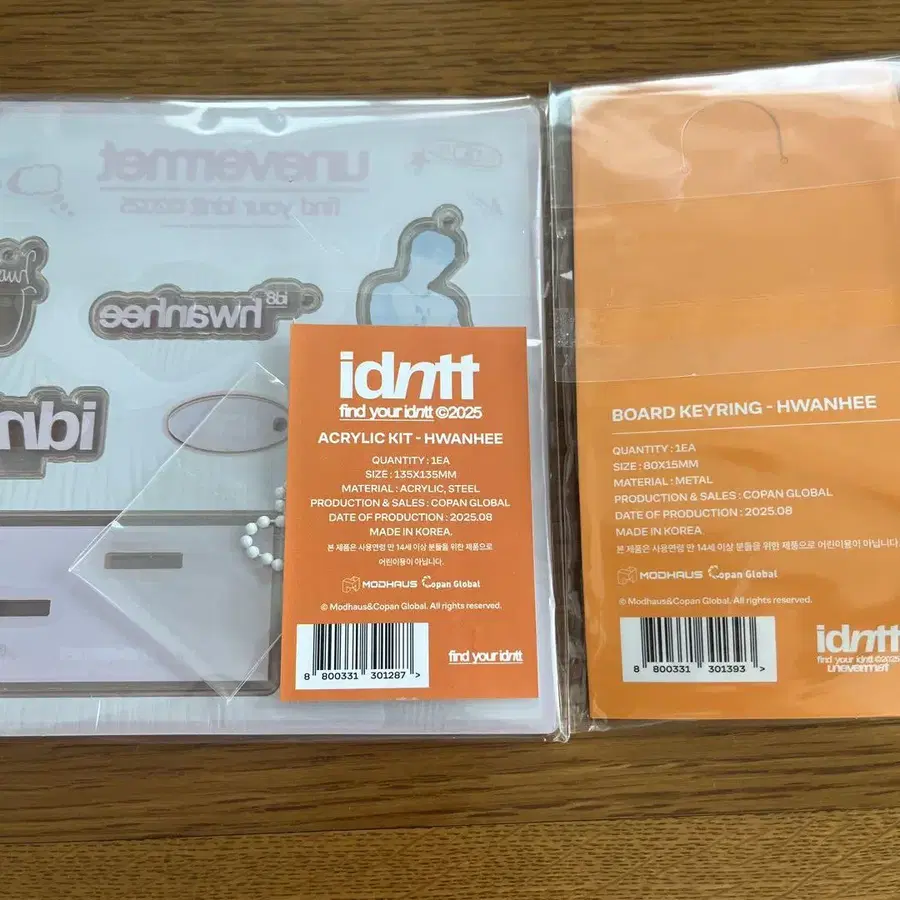 unevermet
find your idntt ©2025
id8
hwanhee
idn
idntt
find your idntt ©2025
ACRYLIC KIT - HWANHEE
QUANTITY : 1EA
SIZE : 135X135MM
MATERIAL : ACRYLIC, STEEL
PRODUCTION & SALES : COPAN GLOBAL
DATE OF PRODUCTION : 2025.08
MADE IN KOREA.
본 제품은 사용연령 만 14세 이상 분들을 위한 제품으로
어린이용이 아닙니다.
MODHAUS Copan Global
© Modhaus&Copan Global. All rights reserved.
8 800331 301287 >
find your idntt
BOARD KEYRING - HWANHEE
QUANTITY : 1EA
SIZE : 80X15MM
MATERIAL : METAL
PRODUCTION & SALES : COPAN GLOBAL
DATE OF PRODUCTION : 2025.08
MADE IN KOREA
본 제품은 사용연령 만 14세 이상 분들을 위한 제품으로 어린이용이 아닙니다.
MODHAUS Copan Global
© Modhaus&Copan Global. All rights reserved.
8 800331 301393 >
idntt
find your idntt ©2025
unevermet